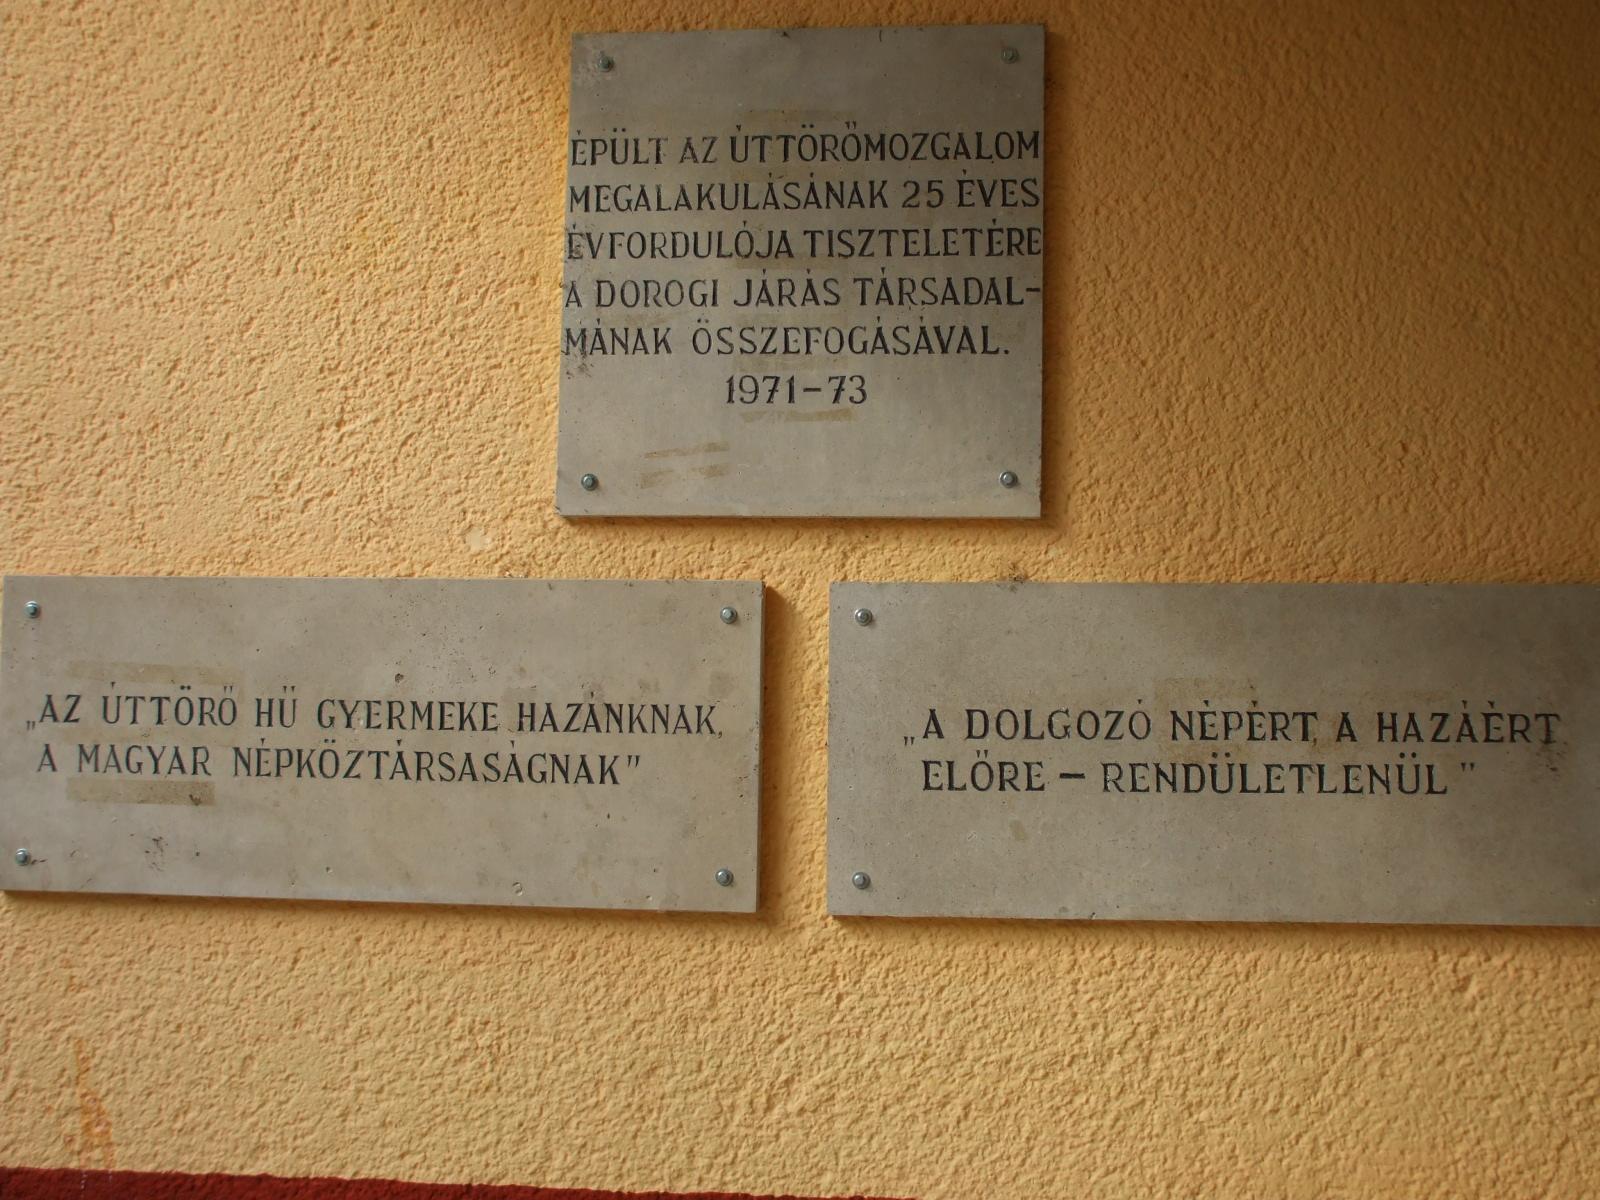 ÉPÜLT AZ ÚTTÖRŐMOZGALOM
MEGALAKULÁSÁNAK 25 ÉVES
ÉVFORDULÓJA TISZTELETÉRE
A DOROGI JÁRÁS TÁRSADAL-
MÁNAK ÖSSZEFOGÁSÁVAL.
1971-73
„AZ ÚTTÖRŐ HŰ GYERMEKE HAZÁNKNAK,
A MAGYAR NÉPKÖZTÁRSASÁGNAK"
„A DOLGOZÓ NÉPÉRT, A HAZÁÉRT
ELŐRE – RENDÜLETLENÜL"